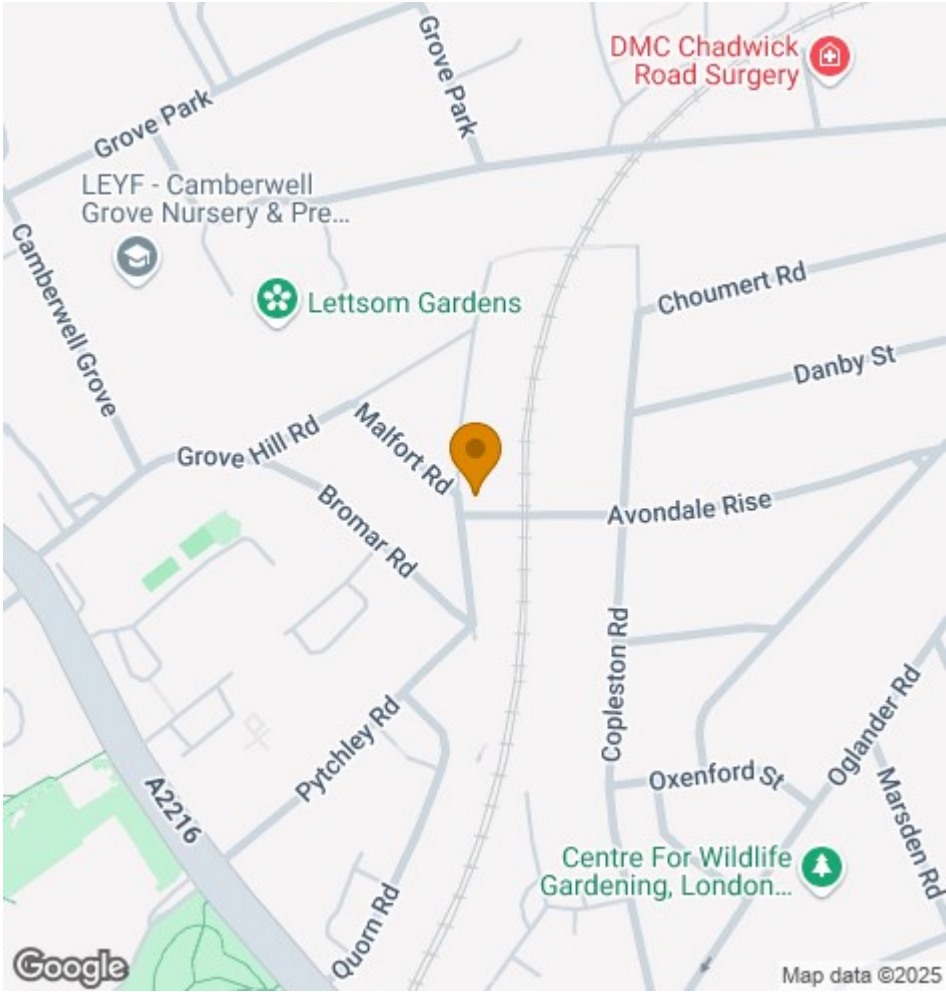 Grove Park
DMC Chadwick
Road Surgery
Grove Park
LEYF - Camberwell
Grove Nursery & Pre...
Camberwell Grove
Lettsom Gardens
Choumert Rd
Danby St
Malfort Rd
Grove Hill Rd
Bromar Rd
Avondale Rise
Copleston Rd
Pytchley Rd
Oglander Rd
Oxenford St
Marsden Rd
A2216
Centre For Wildlife
Gardening, London...
Quorn Rd
Google
Map data ©2025